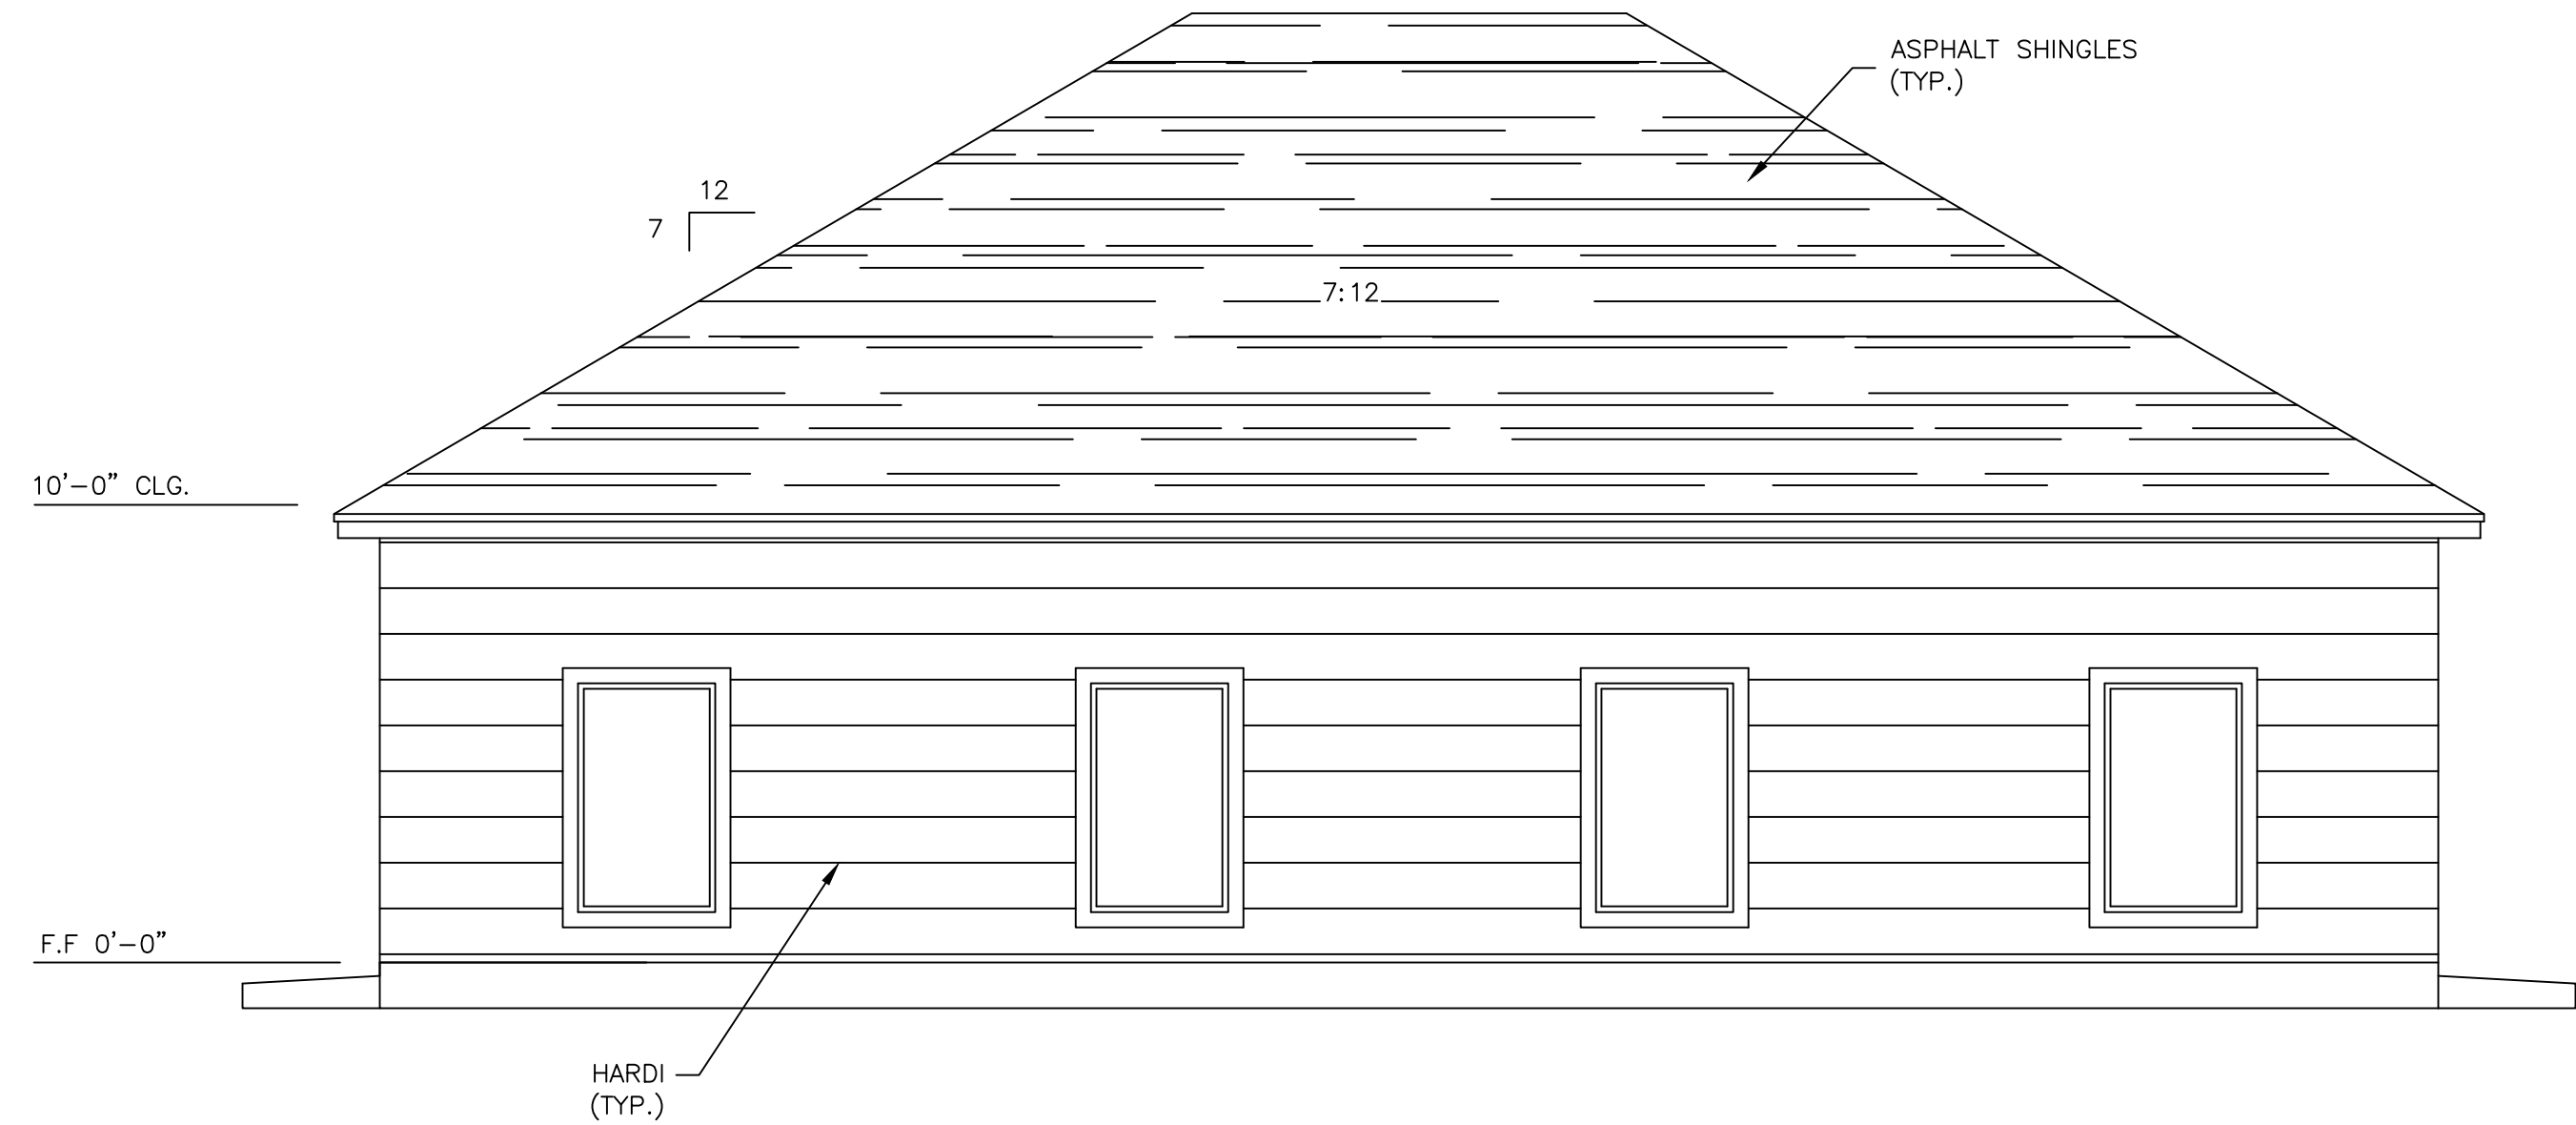 ASPHALT SHINGLES
(TYP.)
12
7
7:12
10'-0" CLG.
F.F 0'-0"
HARDI
(TYP.)